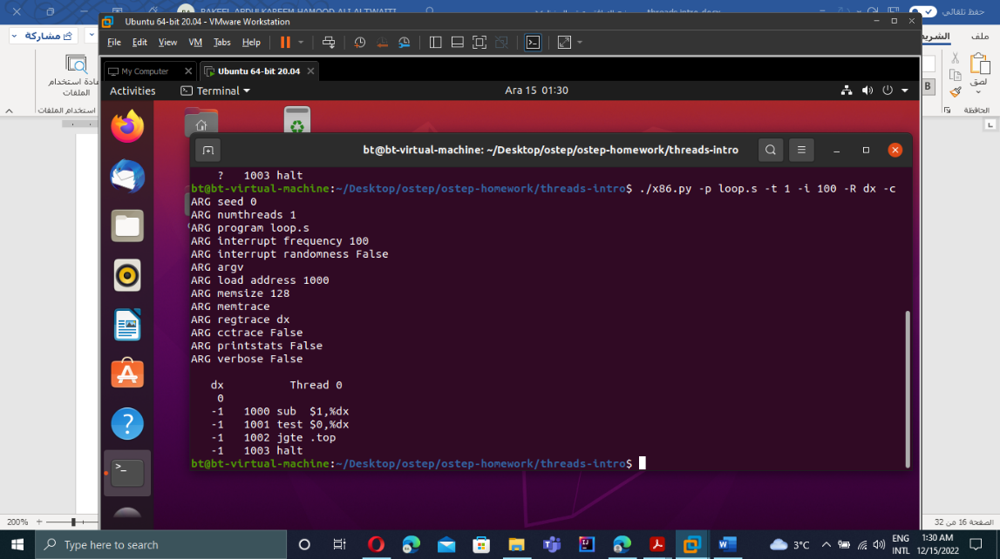 RAKEEL ABDULKAREEM HAMOOD ALI ALTWAITTI
threads-intro.docx
حفظ تلقائي
Ubuntu 64-bit 20.04 - VMware Workstation
مشاركة
ملف
File Edit View VM Tabs Help
My Computer
Ubuntu 64-bit 20.04
استخدام
الملفات
استخدام الملفات
لصق
الحافظة
B
Activities
Terminal
Ara 15 01:30
bt@bt-virtual-machine: ~/Desktop/ostep/ostep-homework/threads-intro
? 1003 halt
bt@bt-virtual-machine:~/Desktop/ostep/ostep-homework/threads-intro$ ./x86.py -p loop.s -t 1 -i 100 -R dx -c
ARG seed 0
ARG numthreads 1
ARG program loop.s
ARG interrupt frequency 100
ARG interrupt randomness False
ARG argv
ARG load address 1000
ARG memsize 128
ARG memtrace
ARG regtrace dx
ARG cctrace False
ARG printstats False
ARG verbose False
dx Thread 0
0
-1 1000 sub $1,%dx
-1 1001 test $0,%dx
-1 1002 jgte .top
-1 1003 halt
bt@bt-virtual-machine:~/Desktop/ostep/ostep-homework/threads-intro$
200%
الصفحة 16 من 32
Type here to search
3°C
ENG
INTL
1:30 AM
12/15/2022